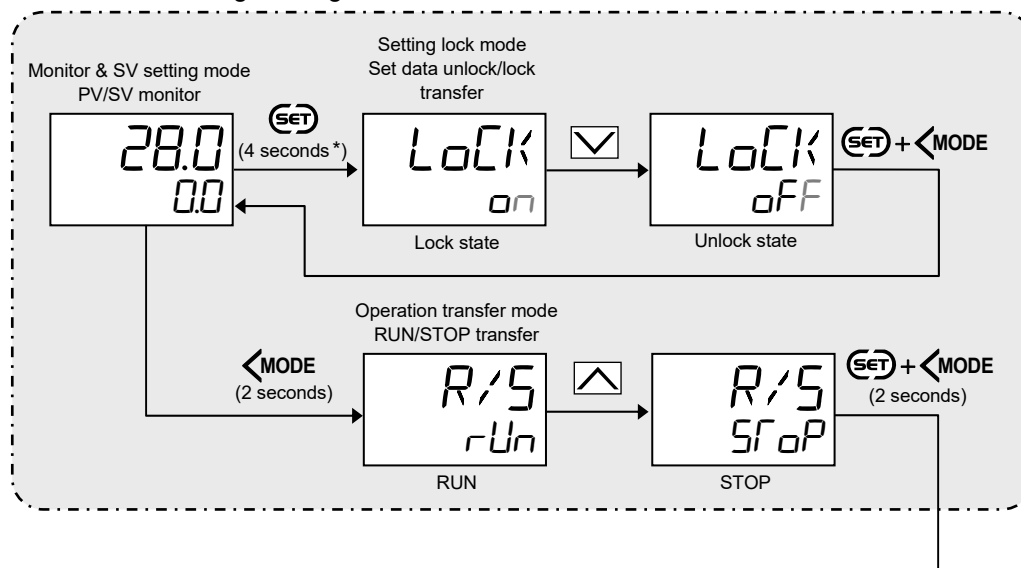 Setting lock mode
Set data unlock/lock
transfer
Monitor & SV setting mode
PV/SV monitor
28.0
0.0
SET
(4 seconds*)
LoCK
on
Lock state
LoCK
oFF
Unlock state
SET + <MODE
Operation transfer mode
RUN/STOP transfer
<MODE
(2 seconds)
R/S
rUn
RUN
R/S
SToP
STOP
SET + <MODE
(2 seconds)